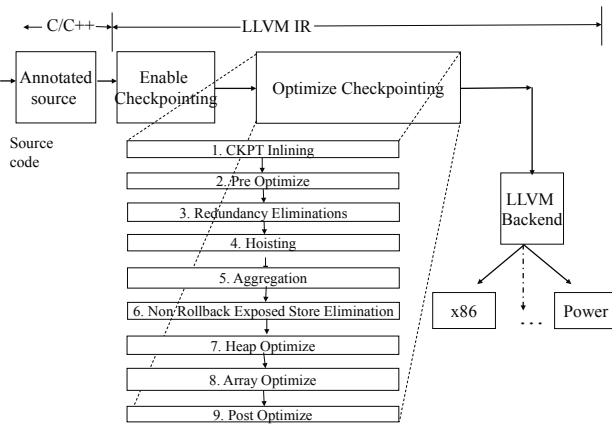 C/C++
LLVM IR
Annotated
source
Enable
Checkpointing
Optimize Checkpointing
Source
code
1. CKPT Inlining
2. Pre Optimize
3. Redundancy Eliminations
4. Hoisting
5. Aggregation
6. Non Rollback Exposed Store Elimination
7. Heap Optimize
8. Array Optimize
9. Post Optimize
LLVM
Backend
x86
...
Power